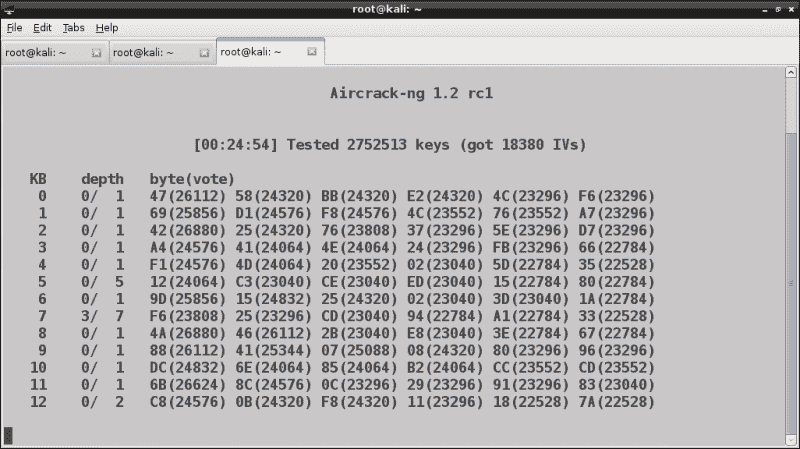 root@kali: ~
File Edit Tabs Help
root@kali: ~ root@kali: ~ root@kali: ~
Aircrack-ng 1.2 rc1
[00:24:54] Tested 2752513 keys (got 18380 IVs)
KB depth byte(vote)
0 0/ 1 47(26112) 58(24320) BB(24320) E2(24320) 4C(23296) F6(23296)
1 0/ 1 69(25856) D1(24576) F8(24576) 4C(23552) 76(23552) A7(23296)
2 0/ 1 42(26880) 25(24320) 76(23808) 37(23296) 5E(23296) D7(23296)
3 0/ 1 A4(24576) 41(24064) 4E(24064) 24(23296) FB(23296) 66(22784)
4 0/ 1 F1(24576) 4D(24064) 20(23552) 02(23040) 5D(22784) 35(22528)
5 0/ 5 12(24064) C3(23040) CE(23040) ED(23040) 15(22784) 80(22784)
6 0/ 1 9D(25856) 15(24832) 25(24320) 02(23040) 3D(23040) 1A(22784)
7 3/ 7 F6(23808) 25(23296) CD(23040) 94(22784) A1(22784) 33(22528)
8 0/ 1 4A(26880) 46(26112) 2B(23040) E8(23040) 3E(22784) 67(22784)
9 0/ 1 88(26112) 41(25344) 07(25088) 08(24320) 80(23296) 96(23296)
10 0/ 1 DC(24832) 6E(24064) 85(24064) B2(24064) CC(23552) CD(23552)
11 0/ 1 6B(26624) 8C(24576) 0C(23296) 29(23296) 91(23296) 83(23040)
12 0/ 2 C8(24576) 0B(24320) F8(24320) 11(23296) 18(22528) 7A(22528)